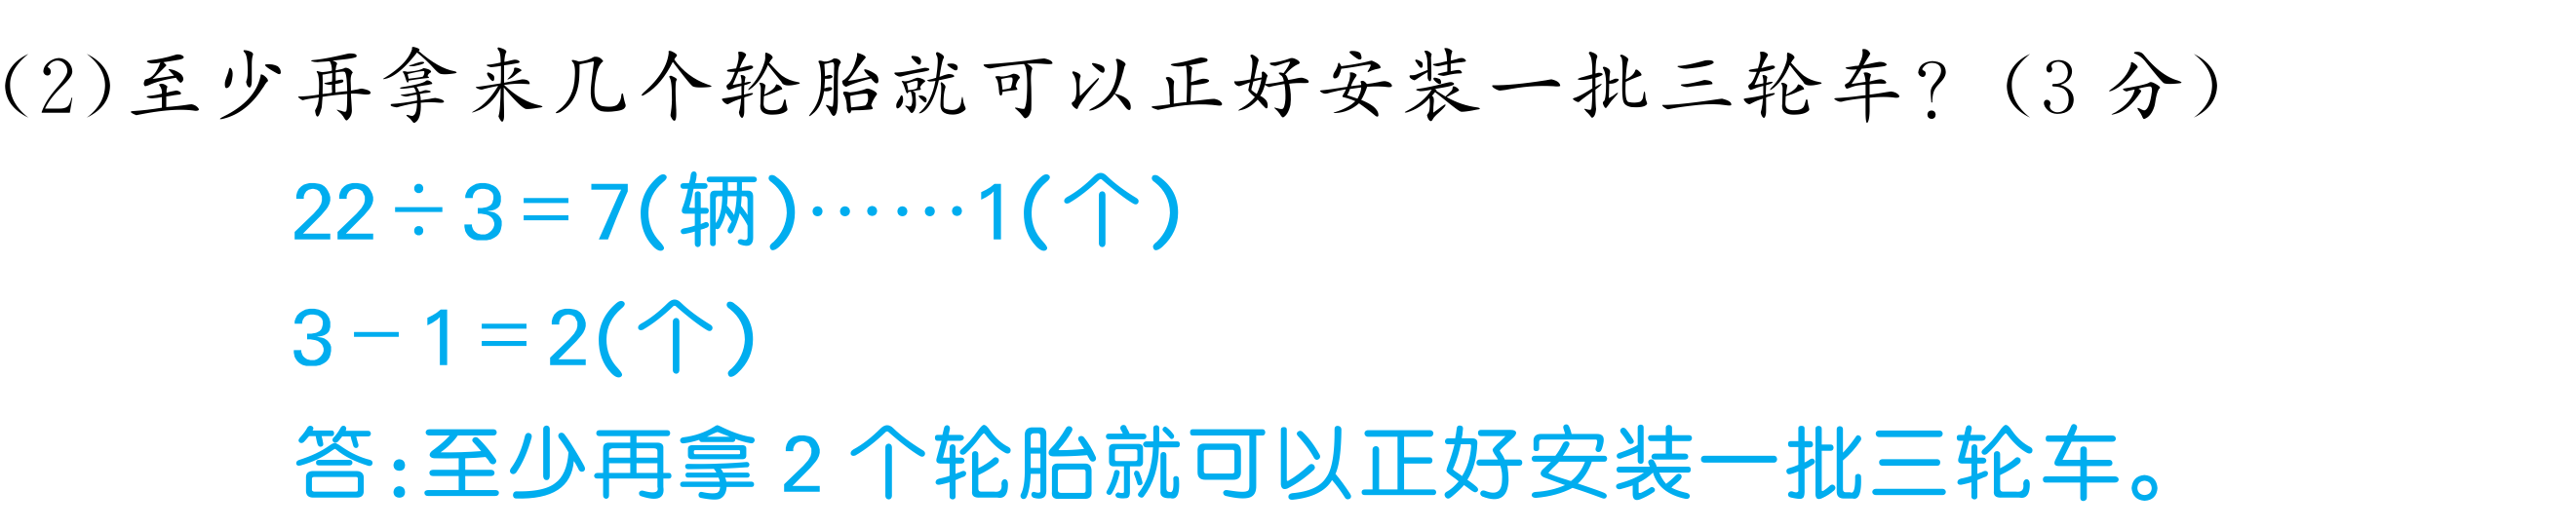 (2)至少再拿来几个轮胎就可以正好安装一批三轮车?(3 分)
22÷3=7(辆)……1(个)
3-1=2(个)
答:至少再拿 2 个轮胎就可以正好安装一批三轮车。